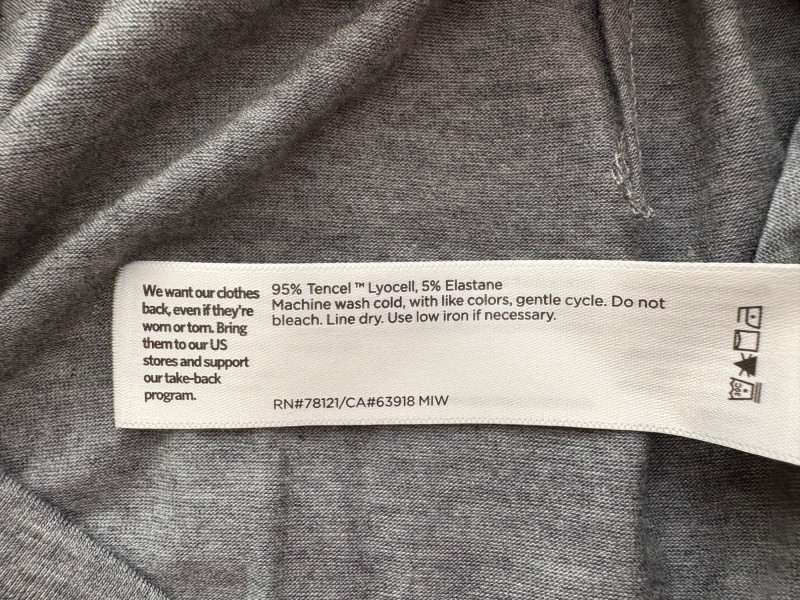 We want our clothes
back, even if they're
worn or torn. Bring
them to our US
stores and support
our take-back
program.
95% Tencel ™ Lyocell, 5% Elastane
Machine wash cold, with like colors, gentle cycle. Do not
bleach. Line dry. Use low iron if necessary.
RN#78121/CA#63918 MIW
30C